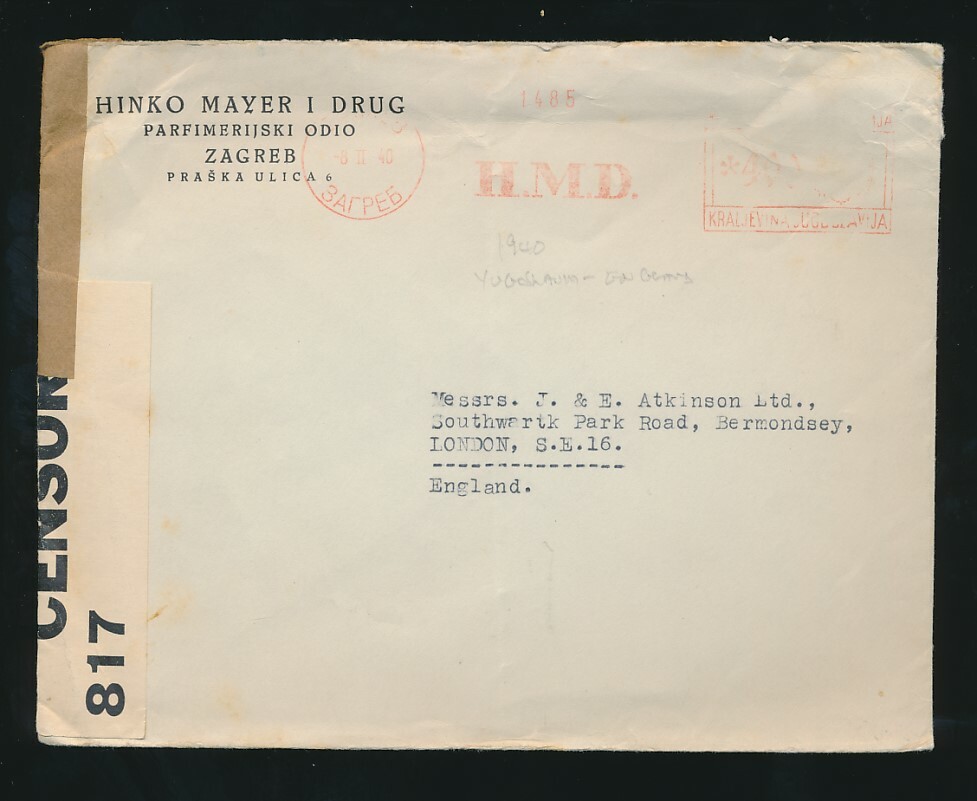 HINKO MAYER I DRUG
PARFIMERIJSKI ODIO
ZAGREB
PRAŠKA ULICA 6
-8 II 40
ЗАГРЕБ
1485
H.M.D.
KRALJEVINA JUGOSLAVIJA
1940
Messrs. J. & E. Atkinson Ltd.,
Southwartk Park Road, Bermondsey,
LONDON, S.E.16.
England.
CENSOR
817